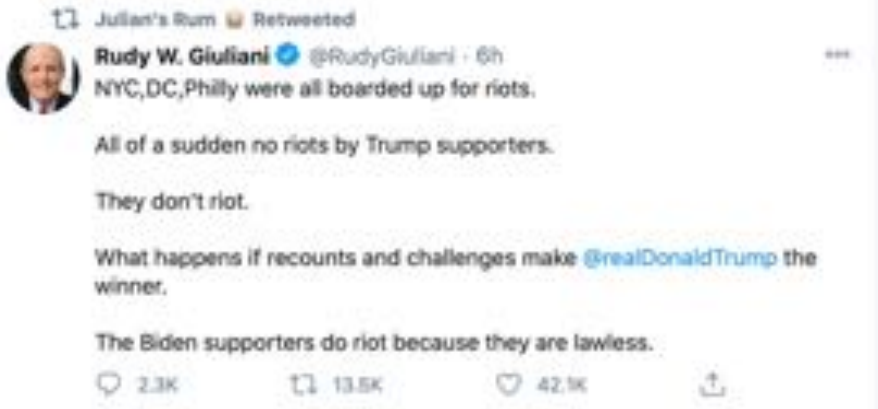 Julian's Rum 🥃 Retweeted
Rudy W. Giuliani @RudyGiuliani · 6h
NYC,DC,Philly were all boarded up for riots.
All of a sudden no riots by Trump supporters.
They don't riot.
What happens if recounts and challenges make @realDonaldTrump the
winner.
The Biden supporters do riot because they are lawless.
2.3K 13.5K 42.1K